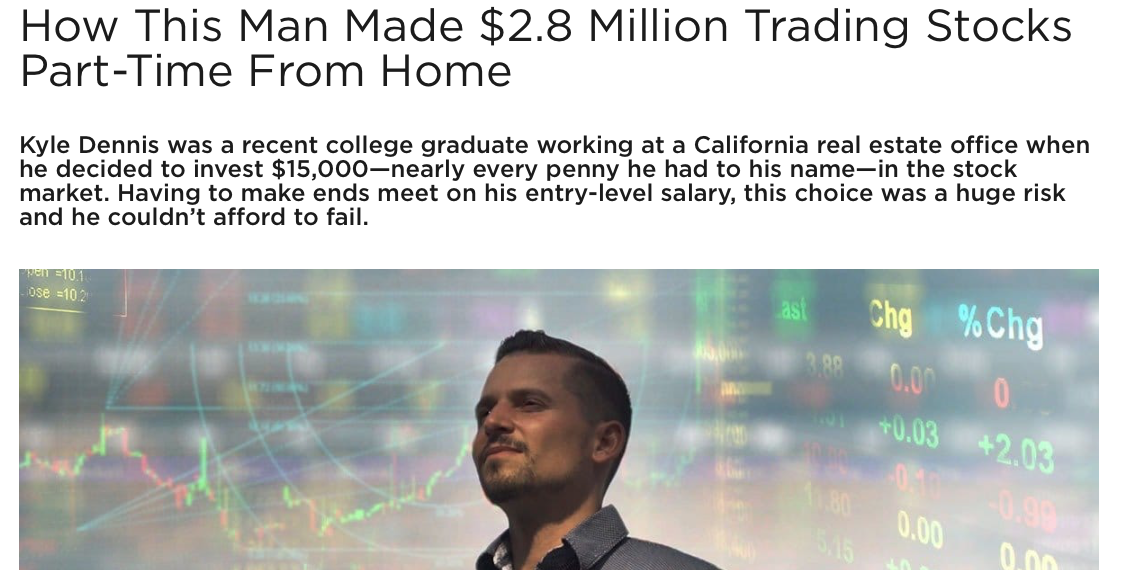 How This Man Made $2.8 Million Trading Stocks
Part-Time From Home
Kyle Dennis was a recent college graduate working at a California real estate office when
he decided to invest $15,000—nearly every penny he had to his name—in the stock
market. Having to make ends meet on his entry-level salary, this choice was a huge risk
and he couldn’t afford to fail.
=10.1
ose =10.2
ast Chg %Chg
3.88 0.00 0
+0.03 +2.03
-0.10 -0.99
0.00 0.00
5.15